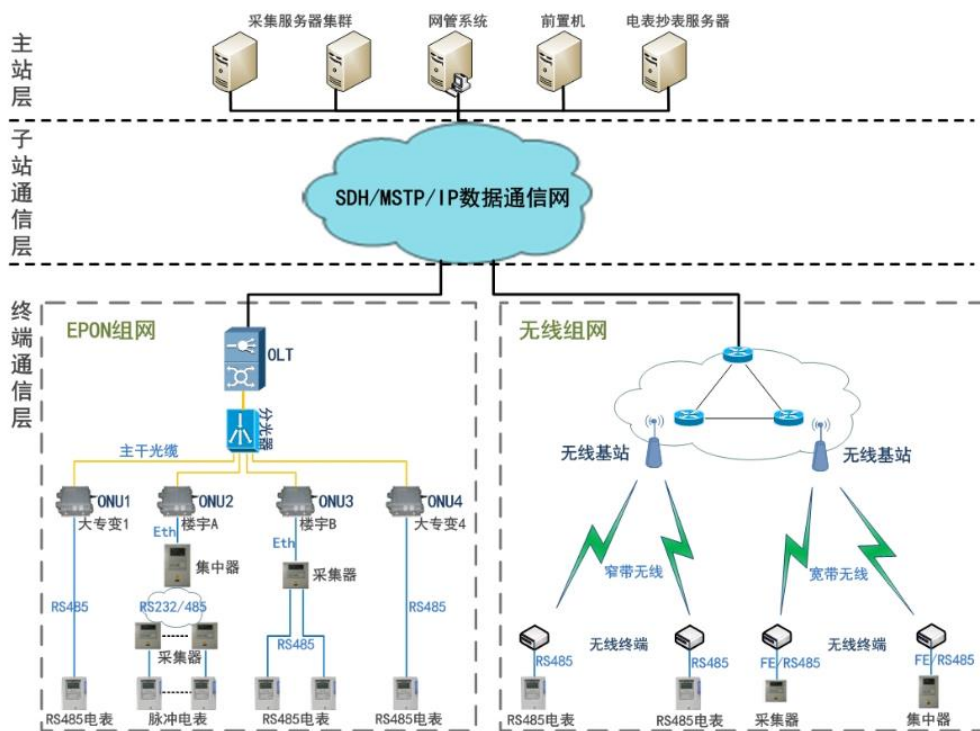 采集服务器集群
网管系统
前置机
电表抄表服务器
主站层
子站通信层
SDH/MSTP/IP数据通信网
终端通信层
EPON组网
OLT
分光器
主干光缆
ONU1
大专变1
ONU2
楼宇A
ONU3
楼宇B
ONU4
大专变4
Eth
Eth
集中器
采集器
RS485
RS232/485
RS485
RS485
采集器
RS485电表
脉冲电表
RS485电表
RS485电表
无线组网
无线基站
无线基站
窄带无线
宽带无线
无线终端
无线终端
RS485
RS485
FE/RS485
FE/RS485
RS485电表
RS485电表
采集器
集中器